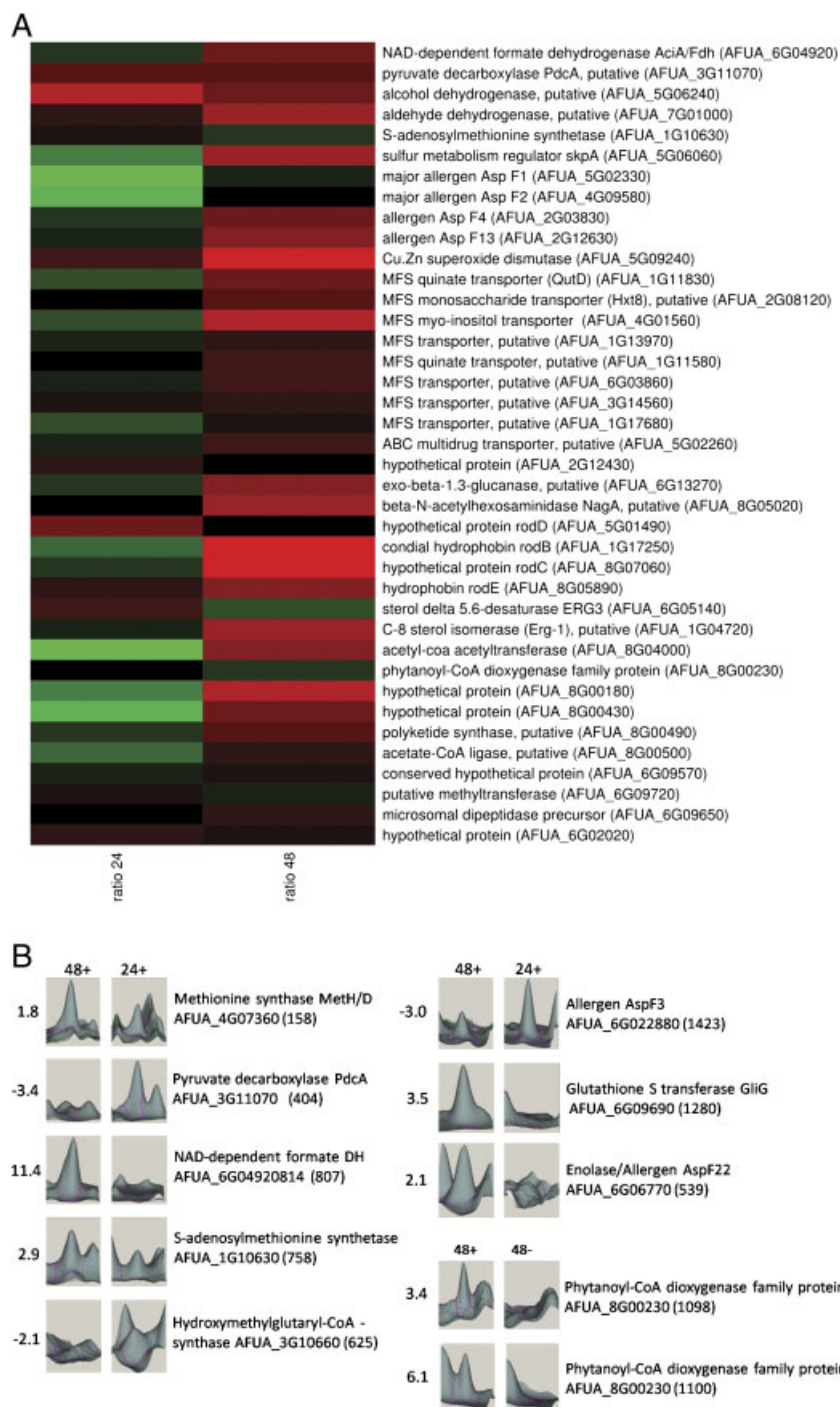 A
NAD-dependent formate dehydrogenase AciA/Fdh (AFUA_6G04920)
pyruvate decarboxylase PdcA, putative (AFUA_3G11070)
alcohol dehydrogenase, putative (AFUA_5G06240)
aldehyde dehydrogenase, putative (AFUA_7G01000)
S-adenosylmethionine synthetase (AFUA_1G10630)
sulfur metabolism regulator skpA (AFUA_5G06060)
major allergen Asp F1 (AFUA_5G02330)
major allergen Asp F2 (AFUA_4G09580)
allergen Asp F4 (AFUA_2G03830)
allergen Asp F13 (AFUA_2G12630)
Cu.Zn superoxide dismutase (AFUA_5G09240)
MFS quinate transporter (QutD) (AFUA_1G11830)
MFS monosaccharide transporter (Hxt8), putative (AFUA_2G08120)
MFS myo-inositol transporter (AFUA_4G01560)
MFS transporter, putative (AFUA_1G13970)
MFS quinate transpoter, putative (AFUA_1G11580)
MFS transporter, putative (AFUA_6G03860)
MFS transporter, putative (AFUA_3G14560)
MFS transporter, putative (AFUA_1G17680)
ABC multidrug transporter, putative (AFUA_5G02260)
hypothetical protein (AFUA_2G12430)
exo-beta-1.3-glucanase, putative (AFUA_6G13270)
beta-N-acetylhexosaminidase NagA, putative (AFUA_8G05020)
hypothetical protein rodD (AFUA_5G01490)
condial hydrophobin rodB (AFUA_1G17250)
hypothetical protein rodC (AFUA_8G07060)
hydrophobin rodE (AFUA_8G05890)
sterol delta 5.6-desaturase ERG3 (AFUA_6G05140)
C-8 sterol isomerase (Erg-1), putative (AFUA_1G04720)
acetyl-coa acetyltransferase (AFUA_8G04000)
phytanoyl-CoA dioxygenase family protein (AFUA_8G00230)
hypothetical protein (AFUA_8G00180)
hypothetical protein (AFUA_8G00430)
polyketide synthase, putative (AFUA_8G00490)
acetate-CoA ligase, putative (AFUA_8G00500)
conserved hypothetical protein (AFUA_6G09570)
putative methyltransferase (AFUA_6G09720)
microsomal dipeptidase precursor (AFUA_6G09650)
hypothetical protein (AFUA_6G02020)
ratio 24
ratio 48
B
48+ 24+
1.8 Methionine synthase MetH/D
AFUA_4G07360 (158)
-3.4 Pyruvate decarboxylase PdcA
AFUA_3G11070 (404)
11.4 NAD-dependent formate DH
AFUA_6G04920814 (807)
2.9 S-adenosylmethionine synthetase
AFUA_1G10630 (758)
-2.1 Hydroxymethylglutaryl-CoA -
synthase AFUA_3G10660 (625)
48+ 24+
-3.0 Allergen AspF3
AFUA_6G022880 (1423)
3.5 Glutathione S transferase GliG
AFUA_6G09690 (1280)
2.1 Enolase/Allergen AspF22
AFUA_6G06770 (539)
48+ 48-
3.4 Phytanoyl-CoA dioxygenase family protein
AFUA_8G00230 (1098)
6.1 Phytanoyl-CoA dioxygenase family protein
AFUA_8G00230 (1100)